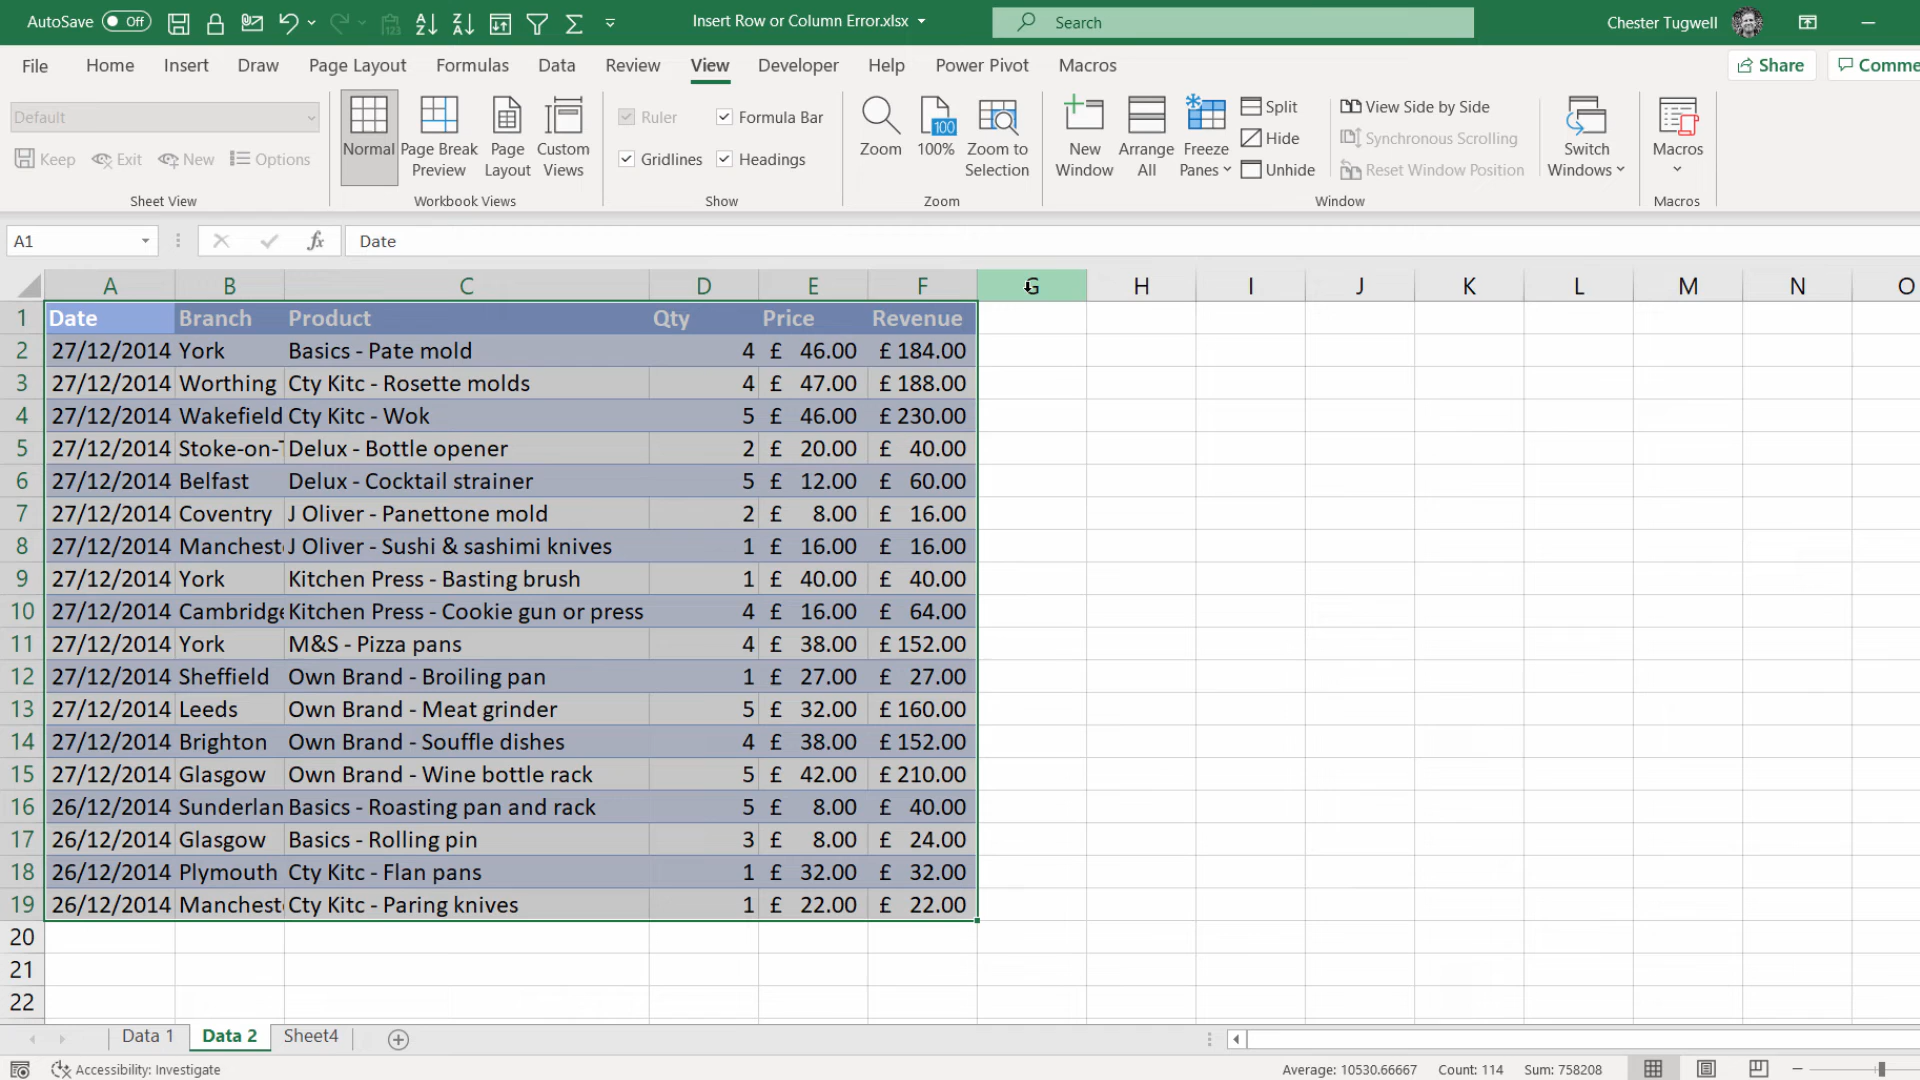 AutoSave Off Insert Row or Column Error.xlsx Search Chester Tugwell
File Home Insert Draw Page Layout Formulas Data Review View Developer Help Power Pivot Macros Share Comme
Default
Keep Exit New Options
Sheet View
Normal Page Break Preview Page Layout Custom Views
Workbook Views
Ruler Formula Bar
Gridlines Headings
Show
Zoom 100 100% Zoom to Selection
Zoom
New Window Arrange All Freeze Panes
Split
Hide
Unhide
View Side by Side
Synchronous Scrolling
Reset Window Position
Switch Windows
Window
Macros
Macros
A1 fx Date
A B C D E F G H I J K L M N O
1 Date Branch Product Qty Price Revenue
2 27/12/2014 York Basics - Pate mold 4 £ 46.00 £ 184.00
3 27/12/2014 Worthing Cty Kitc - Rosette molds 4 £ 47.00 £ 188.00
4 27/12/2014 Wakefield Cty Kitc - Wok 5 £ 46.00 £ 230.00
5 27/12/2014 Stoke-on-T Delux - Bottle opener 2 £ 20.00 £ 40.00
6 27/12/2014 Belfast Delux - Cocktail strainer 5 £ 12.00 £ 60.00
7 27/12/2014 Coventry J Oliver - Panettone mold 2 £ 8.00 £ 16.00
8 27/12/2014 Mancheste J Oliver - Sushi & sashimi knives 1 £ 16.00 £ 16.00
9 27/12/2014 York Kitchen Press - Basting brush 1 £ 40.00 £ 40.00
10 27/12/2014 Cambridge Kitchen Press - Cookie gun or press 4 £ 16.00 £ 64.00
11 27/12/2014 York M&S - Pizza pans 4 £ 38.00 £ 152.00
12 27/12/2014 Sheffield Own Brand - Broiling pan 1 £ 27.00 £ 27.00
13 27/12/2014 Leeds Own Brand - Meat grinder 5 £ 32.00 £ 160.00
14 27/12/2014 Brighton Own Brand - Souffle dishes 4 £ 38.00 £ 152.00
15 27/12/2014 Glasgow Own Brand - Wine bottle rack 5 £ 42.00 £ 210.00
16 26/12/2014 Sunderlan Basics - Roasting pan and rack 5 £ 8.00 £ 40.00
17 26/12/2014 Glasgow Basics - Rolling pin 3 £ 8.00 £ 24.00
18 26/12/2014 Plymouth Cty Kitc - Flan pans 1 £ 32.00 £ 32.00
19 26/12/2014 Mancheste Cty Kitc - Paring knives 1 £ 22.00 £ 22.00
20
21
22
Data 1 Data 2 Sheet4
Accessibility: Investigate Average: 10530.66667 Count: 114 Sum: 758208